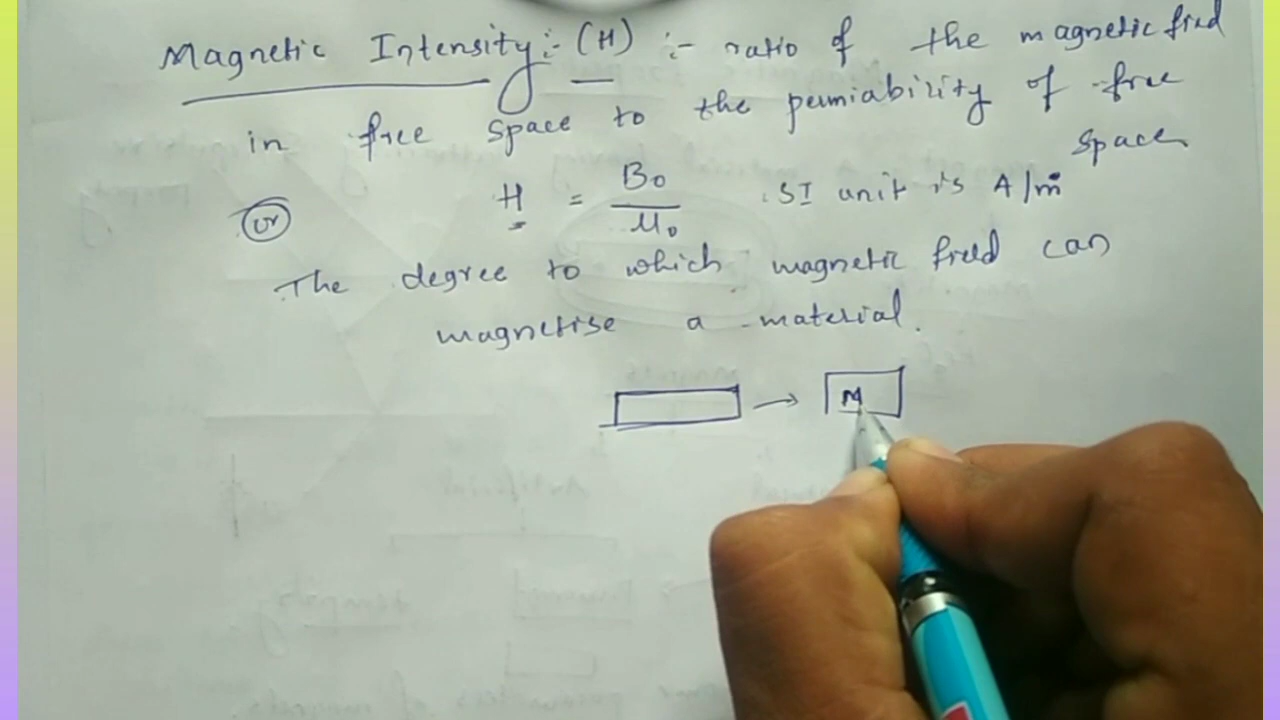 Magnetic Intensity :- (H) :- ratio of the magnetic field
in free space to the permiability of free
space
(or) H = B0/μ0 . SI unit is A/m
The degree to which magnetic field can
magnetise a material.
M